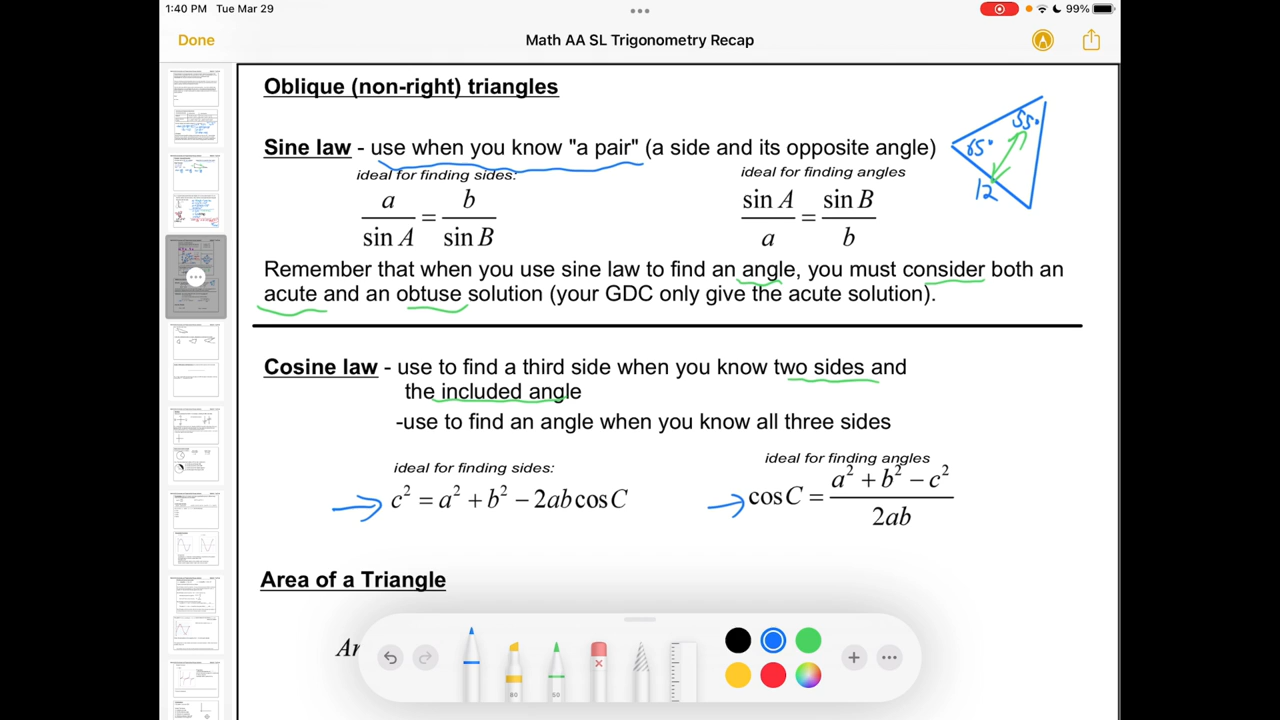 1:40 PM Tue Mar 29
99%
Done
Math AA SL Trigonometry Recap
Oblique (non-right) triangles
Sine law - use when you know "a pair" (a side and its opposite angle)
ideal for finding sides:
ideal for finding angles
a / sin A = b / sin B
sin A / a = sin B / b
55°
65°
12
Remember that when you use sine law to find an angle, you must consider both an
acute and an obtuse solution (your GDC only give the acute solution).
Cosine law - use to find a third side when you know two sides and
the included angle
-use to find an angle when you know all three sides
ideal for finding sides:
ideal for finding angles
c² = a² + b² − 2ab cos C
cos C = a² + b² − c² / 2ab
Area of a Triangle
Ar
80
50